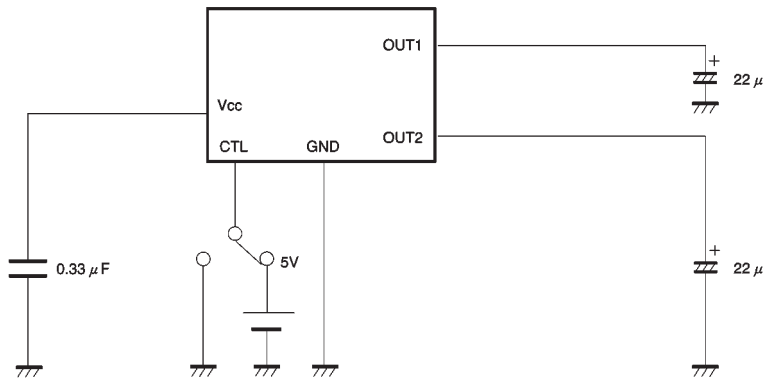 OUT1
+
22 μ
Vcc
OUT2
CTL
GND
+
5V
0.33 μF
22 μ